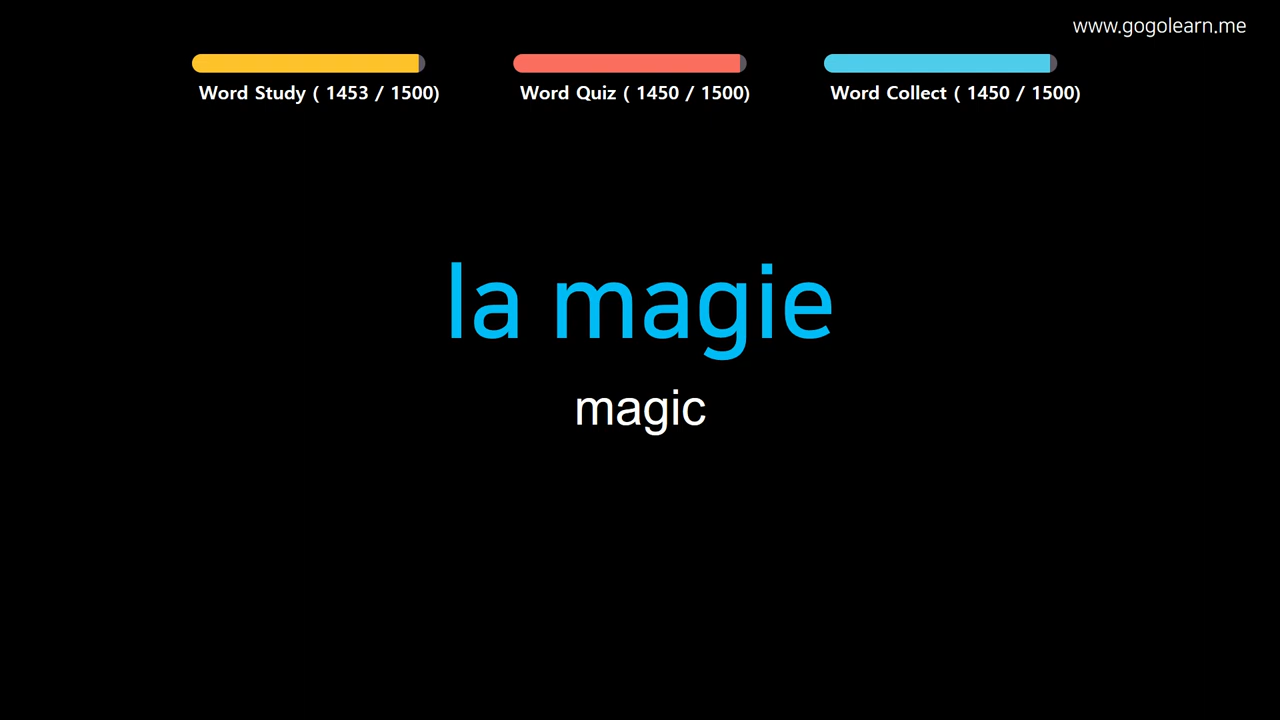 www.gogolearn.me
Word Study ( 1453 / 1500)
Word Quiz ( 1450 / 1500)
Word Collect ( 1450 / 1500)
la magie
magic